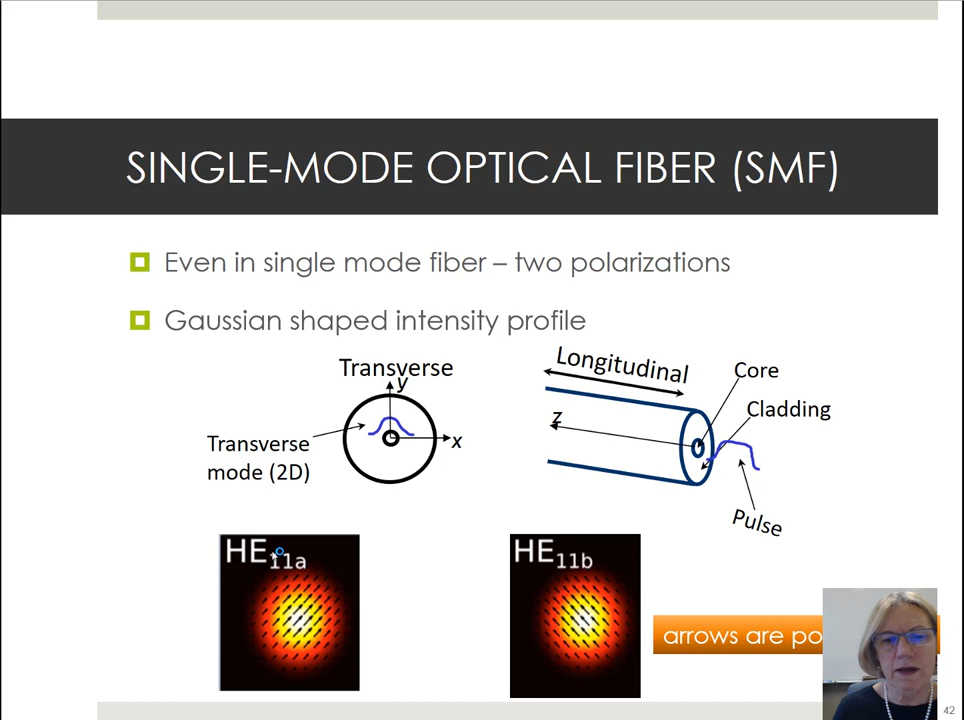 SINGLE-MODE OPTICAL FIBER (SMF)
Even in single mode fiber – two polarizations
Gaussian shaped intensity profile
Transverse
y
x
Transverse
mode (2D)
Longitudinal
z
Core
Cladding
Pulse
HE11a
HE11b
arrows are po
42